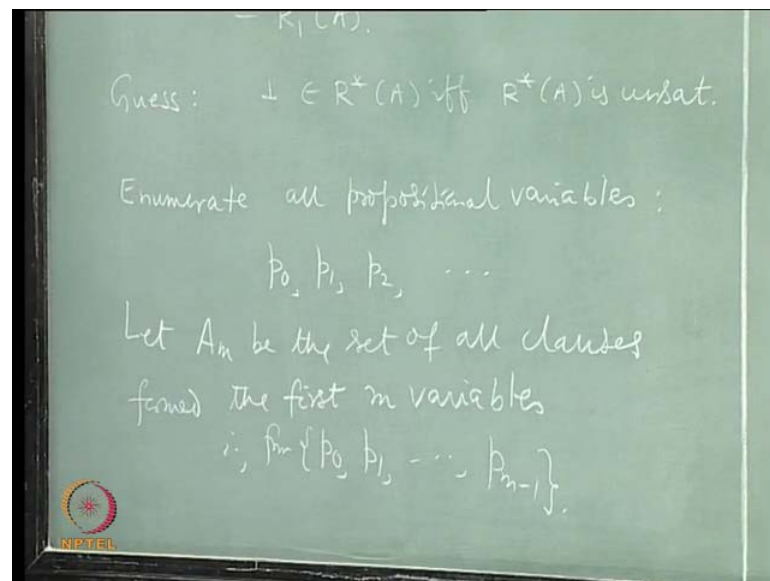 = R₁(A).
Guess: ⊥ ∈ R*(A) iff R*(A) is unsat.
Enumerate all propositional variables :
p₀, p₁, p₂, ...
Let Aₘ be the set of all clauses
formed the first m variables
i., from {p₀, p₁, ..., pₘ₋₁}.
NPTEL